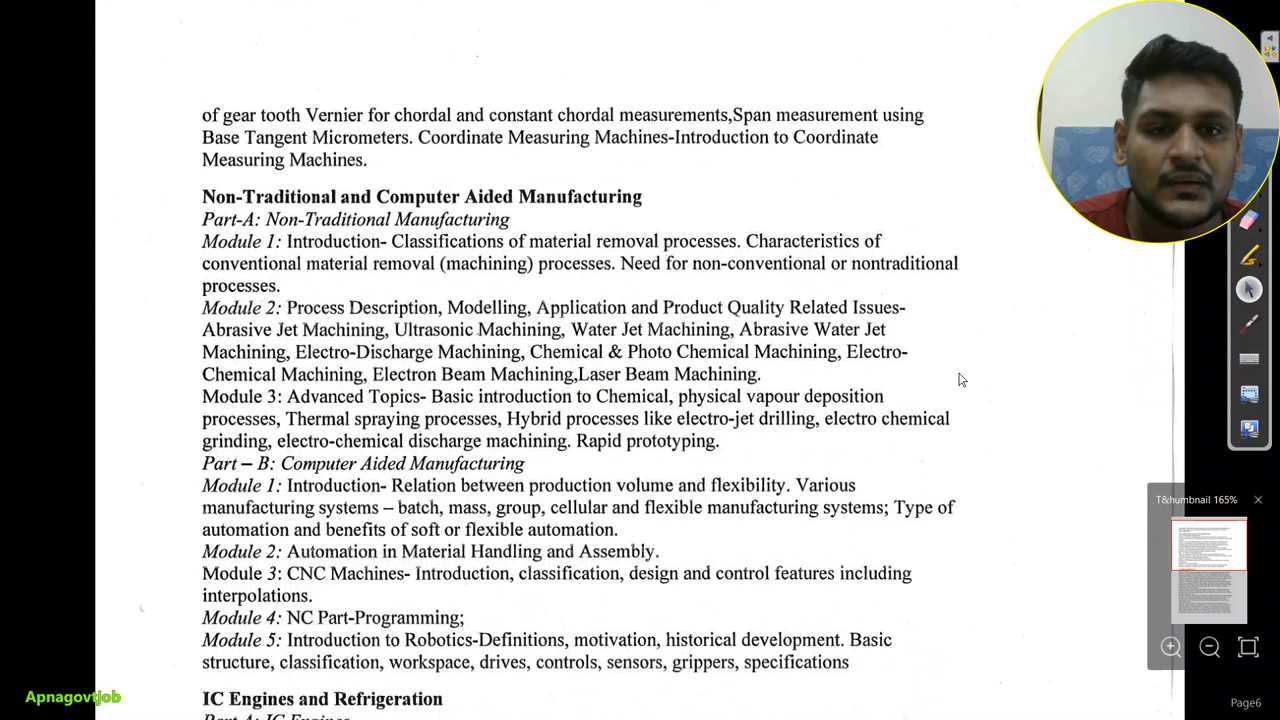 of gear tooth Vernier for chordal and constant chordal measurements,Span measurement using
Base Tangent Micrometers. Coordinate Measuring Machines-Introduction to Coordinate
Measuring Machines.
Non-Traditional and Computer Aided Manufacturing
Part-A: Non-Traditional Manufacturing
Module 1: Introduction- Classifications of material removal processes. Characteristics of
conventional material removal (machining) processes. Need for non-conventional or nontraditional
processes.
Module 2: Process Description, Modelling, Application and Product Quality Related Issues-
Abrasive Jet Machining, Ultrasonic Machining, Water Jet Machining, Abrasive Water Jet
Machining, Electro-Discharge Machining, Chemical & Photo Chemical Machining, Electro-
Chemical Machining, Electron Beam Machining,Laser Beam Machining.
Module 3: Advanced Topics- Basic introduction to Chemical, physical vapour deposition
processes, Thermal spraying processes, Hybrid processes like electro-jet drilling, electro chemical
grinding, electro-chemical discharge machining. Rapid prototyping.
Part – B: Computer Aided Manufacturing
Module 1: Introduction- Relation between production volume and flexibility. Various
manufacturing systems – batch, mass, group, cellular and flexible manufacturing systems; Type of
automation and benefits of soft or flexible automation.
Module 2: Automation in Material Handling and Assembly.
Module 3: CNC Machines- Introduction, classification, design and control features including
interpolations.
Module 4: NC Part-Programming;
Module 5: Introduction to Robotics-Definitions, motivation, historical development. Basic
structure, classification, workspace, drives, controls, sensors, grippers, specifications
IC Engines and Refrigeration
Part A: IC Engines
T&humbnail 165%
Apnagovtjob
Page6